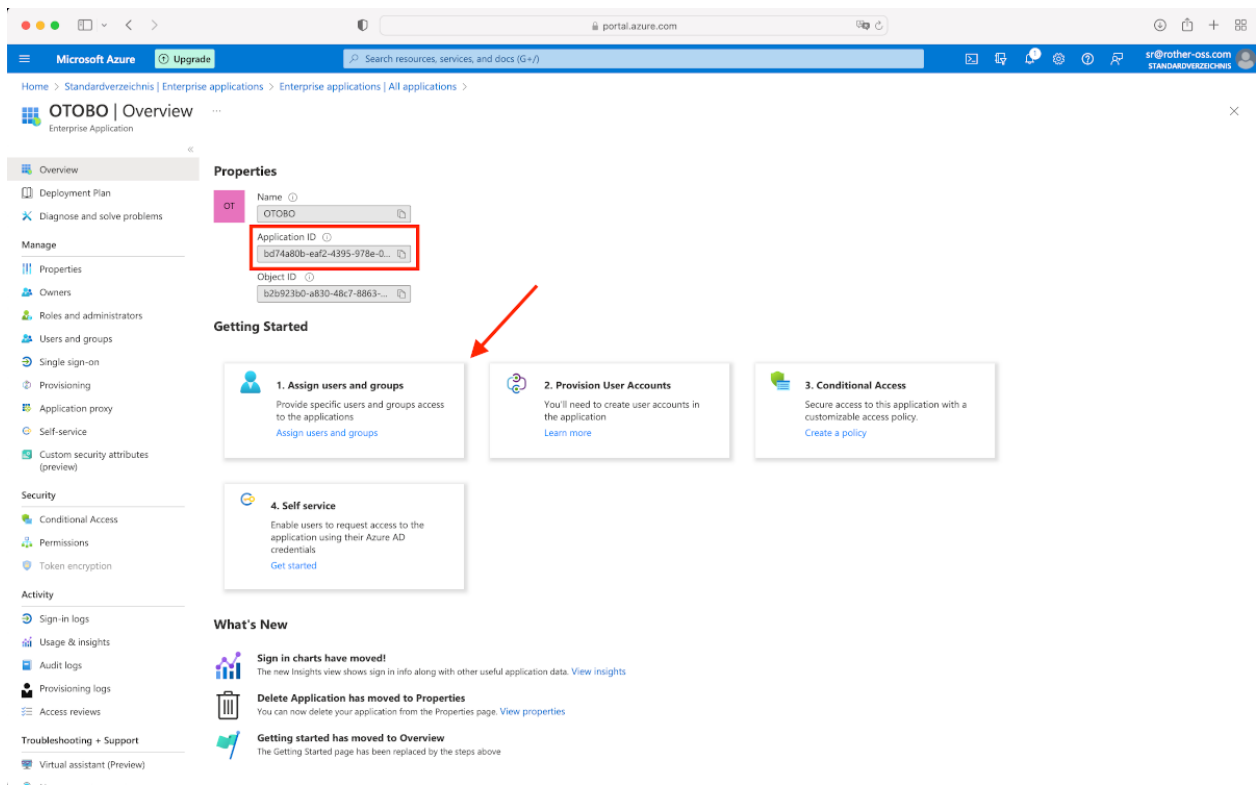 portal.azure.com
Microsoft Azure
Upgrade
Search resources, services, and docs (G+/)
1
sr@rother-oss.com
STANDARDVERZEICHNIS
Home > Standardverzeichnis | Enterprise applications > Enterprise applications | All applications >
OTOBO | Overview ...
Enterprise Application
Overview
Deployment Plan
Diagnose and solve problems
Manage
Properties
Owners
Roles and administrators
Users and groups
Single sign-on
Provisioning
Application proxy
Self-service
Custom security attributes
(preview)
Security
Conditional Access
Permissions
Token encryption
Activity
Sign-in logs
Usage & insights
Audit logs
Provisioning logs
Access reviews
Troubleshooting + Support
Virtual assistant (Preview)
Properties
OT
Name
OTOBO
Application ID
bd74a80b-eaf2-4395-978e-0...
Object ID
b2b923b0-a830-48c7-8863-...
Getting Started
1. Assign users and groups
Provide specific users and groups access
to the applications
Assign users and groups
2. Provision User Accounts
You'll need to create user accounts in
the application
Learn more
3. Conditional Access
Secure access to this application with a
customizable access policy.
Create a policy
4. Self service
Enable users to request access to the
application using their Azure AD
credentials
Get started
What's New
Sign in charts have moved!
The new Insights view shows sign in info along with other useful application data. View insights
Delete Application has moved to Properties
You can now delete your application from the Properties page. View properties
Getting started has moved to Overview
The Getting Started page has been replaced by the steps above